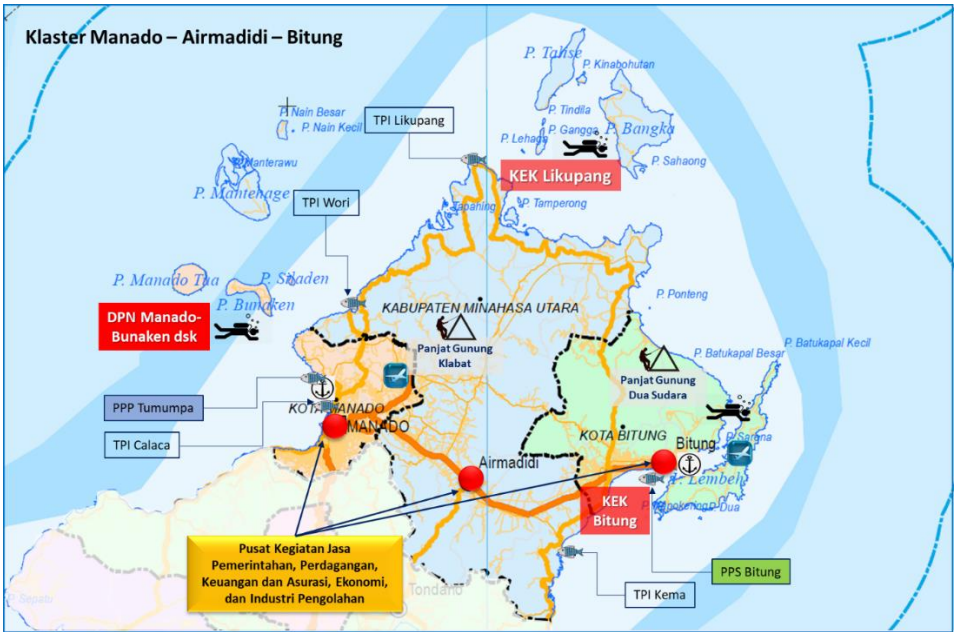 Klaster Manado – Airmadidi – Bitung
P. Talise
P. Kinabohutan
P. Nain Besar
P. Nain Kecil
TPI Likupang
P. Tindila
P. Lehaga
P. Gangga
P. Bangka
P. Manterawu
P. Mantehage
KEK Likupang
P. Sahaong
TPI Wori
Tapahing
P. Tamperong
P. Manado Tua
P. Siladen
P. Bunaken
P. Ponteng
KABUPATEN MINAHASA UTARA
DPN Manado-
Bunaken dsk
Panjat Gunung
Klabat
P. Batukapal Besar
P. Batukapal Kecil
Panjat Gunung
Dua Sudara
PPP Tumumpa
KOTA MANADO
MANADO
TPI Calaca
KOTA BITUNG
Bitung
P. Sarena
Airmadidi
P. Lembeh
KEK
Bitung
P. Dua
Pusat Kegiatan Jasa
Pemerintahan, Perdagangan,
Keuangan dan Asurasi, Ekonomi,
dan Industri Pengolahan
PPS Bitung
TPI Kema
Tondano
P. Sepatu